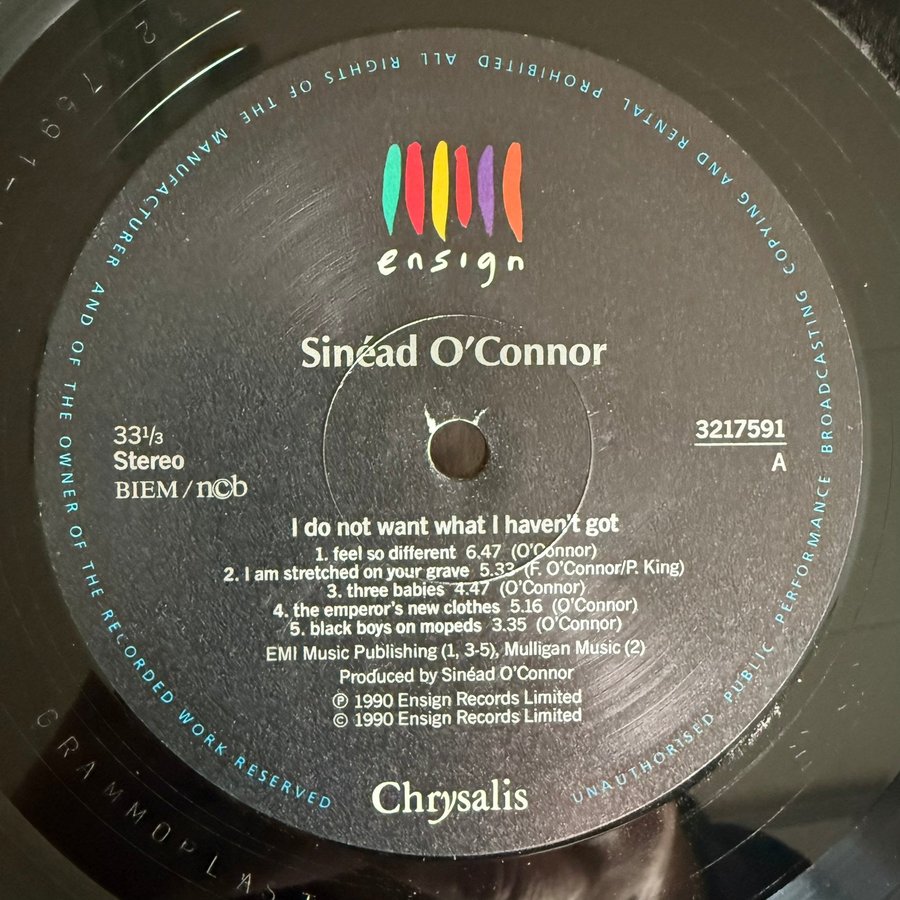 ensign
Sinéad O'Connor
33⅓
Stereo
BIEM / n©b
3217591
A
I do not want what I haven't got
1. feel so different 6.47 (O'Connor)
2. I am stretched on your grave 5.33 (F. O'Connor/P. King)
3. three babies 4.47 (O'Connor)
4. the emperor's new clothes 5.16 (O'Connor)
5. black boys on mopeds 3.35 (O'Connor)
EMI Music Publishing (1, 3-5), Mulligan Music (2)
Produced by Sinéad O'Connor
℗ 1990 Ensign Records Limited
© 1990 Ensign Records Limited
Chrysalis
ALL RIGHTS OF THE MANUFACTURER AND OF THE OWNER OF THE RECORDED WORK RESERVED
UNAUTHORISED PUBLIC PERFORMANCE BROADCASTING COPYING AND RENTAL PROHIBITED
GRAMMOPLAST